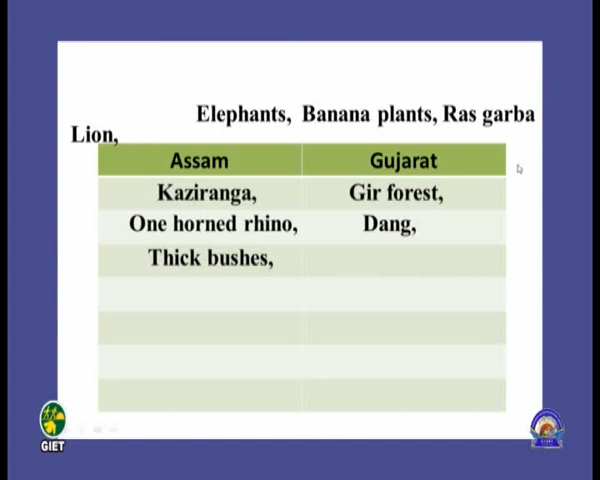 Elephants, Banana plants, Ras garba
Lion,
Assam Gujarat
Kaziranga, Gir forest,
One horned rhino, Dang,
Thick bushes,
GIET